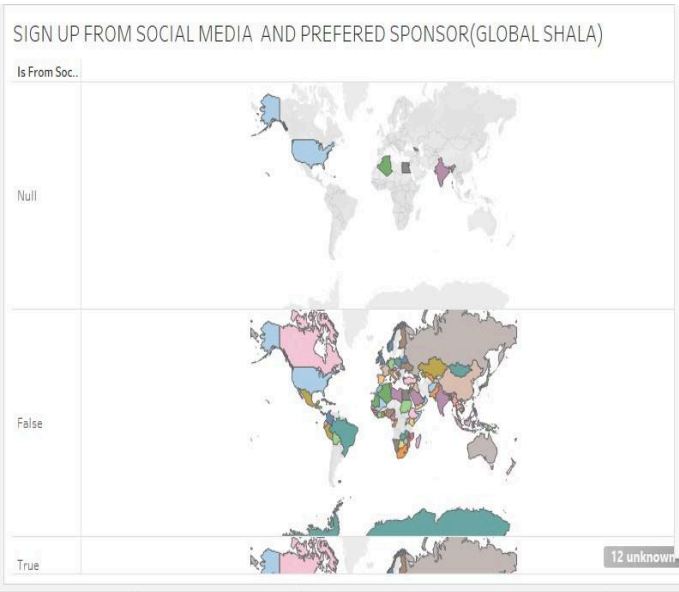 SIGN UP FROM SOCIAL MEDIA AND PREFERED SPONSOR(GLOBAL SHALA)
Is From Soc..
Null
False
True
12 unknown